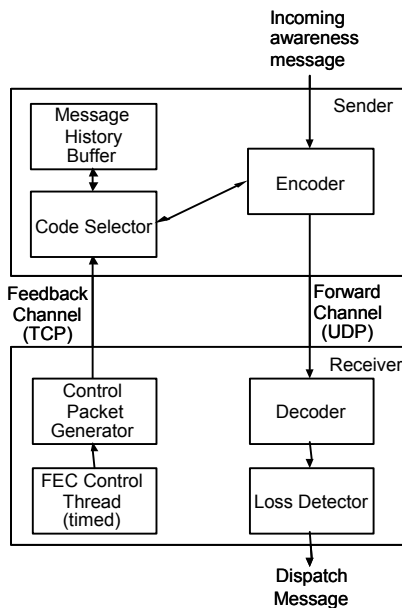 Incoming
awareness
message
Sender
Message
History
Buffer
Encoder
Code Selector
Feedback
Channel
(TCP)
Forward
Channel
(UDP)
Receiver
Control
Packet
Generator
Decoder
FEC Control
Thread
(timed)
Loss Detector
Dispatch
Message